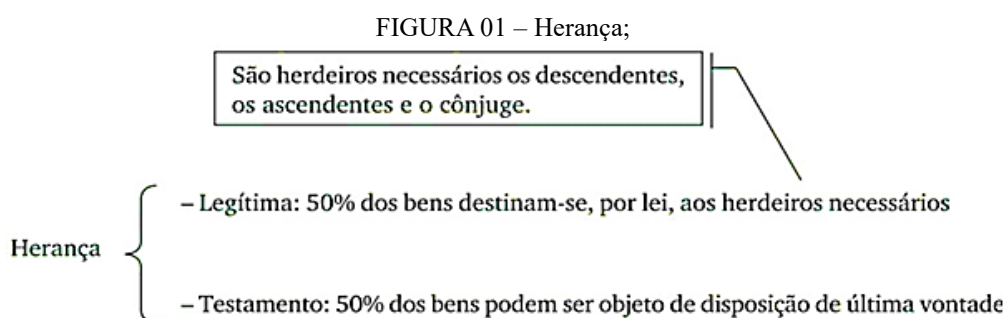 FIGURA 01 – Herança;
São herdeiros necessários os descendentes,
os ascendentes e o cônjuge.
– Legítima: 50% dos bens destinam-se, por lei, aos herdeiros necessários
Herança
– Testamento: 50% dos bens podem ser objeto de disposição de última vontade